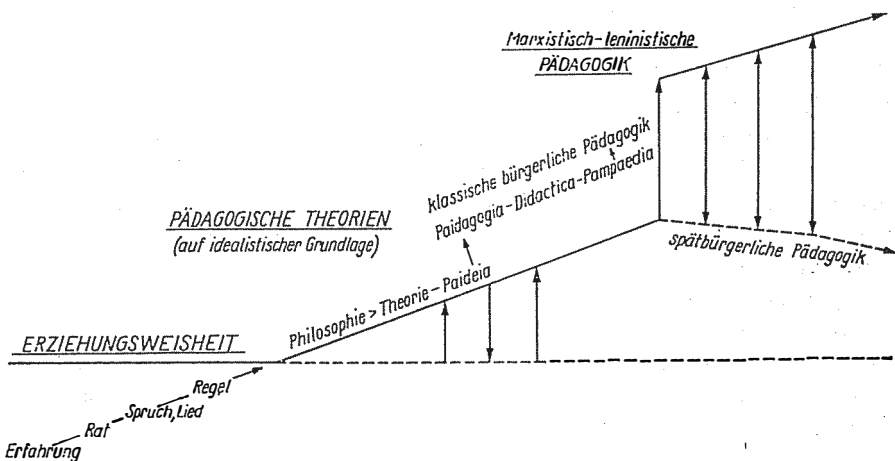 Marxistisch-leninistische
PÄDAGOGIK
klassische bürgerliche Pädagogik
Paidagogia-Didactica-Pampaedia
PÄDAGOGISCHE THEORIEN
(auf idealistischer Grundlage)
spätbürgerliche Pädagogik
Philosophie > Theorie-Paideia
ERZIEHUNGSWEISHEIT
Regel
Spruch, Lied
Rat
Erfahrung